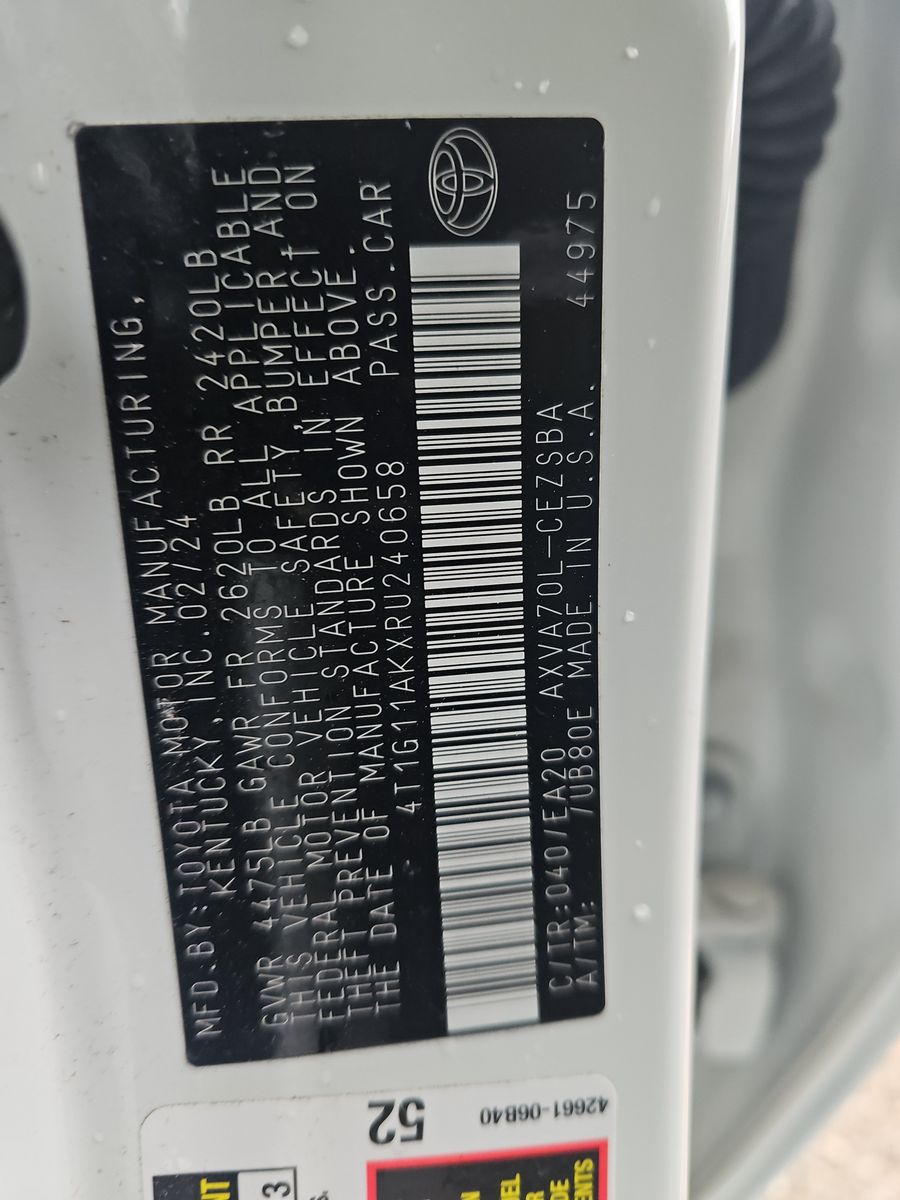 MFD.BY:TOYOTA MOTOR MANUFACTURING,
KENTUCKY, INC.02/24
GVWR 4475LB GAWR FR 2620LB RR 2420LB
THIS VEHICLE CONFORMS TO ALL APPLICABLE
FEDERAL MOTOR VEHICLE SAFETY,BUMPER AND
THEFT PREVENTION STANDARDS IN EFFECT ON
THE DATE OF MANUFACTURE SHOWN ABOVE.
4T1G11AKXRU240658 PASS.CAR
C/TR:040/EA20 AXVA70L-CEZSBA 44975
A/TM: /UB80E MADE IN U.S.A.
52
42661-06B40
3